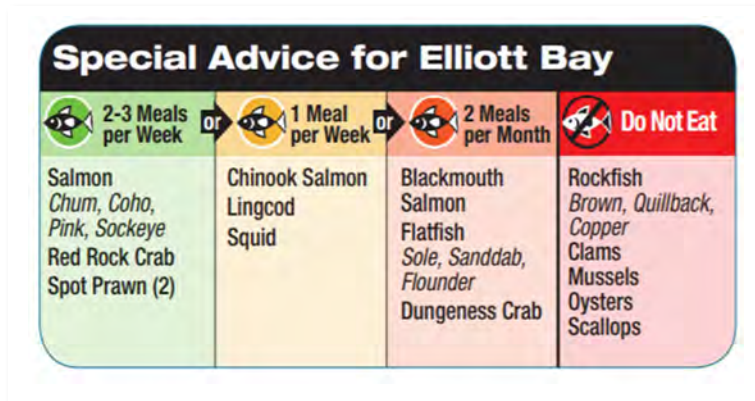 Special Advice for Elliott Bay
2-3 Meals
per Week
or
1 Meal
per Week
or
2 Meals
per Month
Do Not Eat
Salmon
Chum, Coho,
Pink, Sockeye
Red Rock Crab
Spot Prawn (2)
Chinook Salmon
Lingcod
Squid
Blackmouth
Salmon
Flatfish
Sole, Sanddab,
Flounder
Dungeness Crab
Rockfish
Brown, Quillback,
Copper
Clams
Mussels
Oysters
Scallops